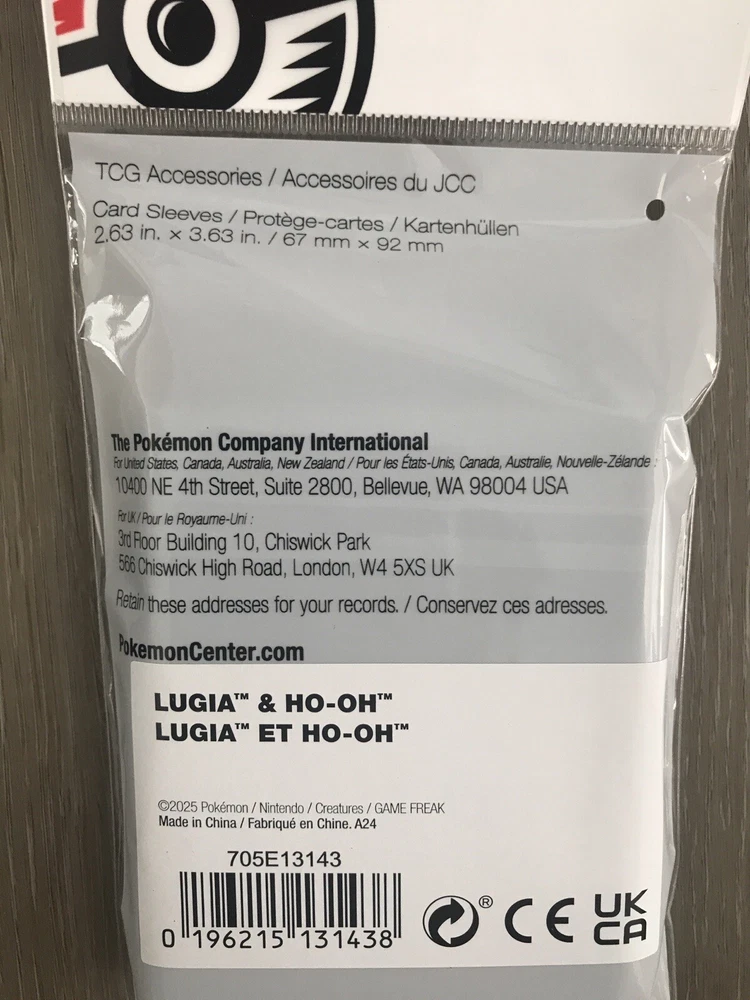 TCG Accessories / Accessoires du JCC
Card Sleeves / Protège-cartes / Kartenhüllen
2.63 in. × 3.63 in. / 67 mm × 92 mm
The Pokémon Company International
For United States, Canada, Australia, New Zealand / Pour les États-Unis, Canada, Australie, Nouvelle-Zélande :
10400 NE 4th Street, Suite 2800, Bellevue, WA 98004 USA
For UK / Pour le Royaume-Uni :
3rd Floor Building 10, Chiswick Park
566 Chiswick High Road, London, W4 5XS UK
Retain these addresses for your records. / Conservez ces adresses.
PokemonCenter.com
LUGIA™ & HO-OH™
LUGIA™ ET HO-OH™
©2025 Pokémon / Nintendo / Creatures / GAME FREAK
Made in China / Fabriqué en Chine. A24
705E13143
0 196215 131438
® CE UK
CA